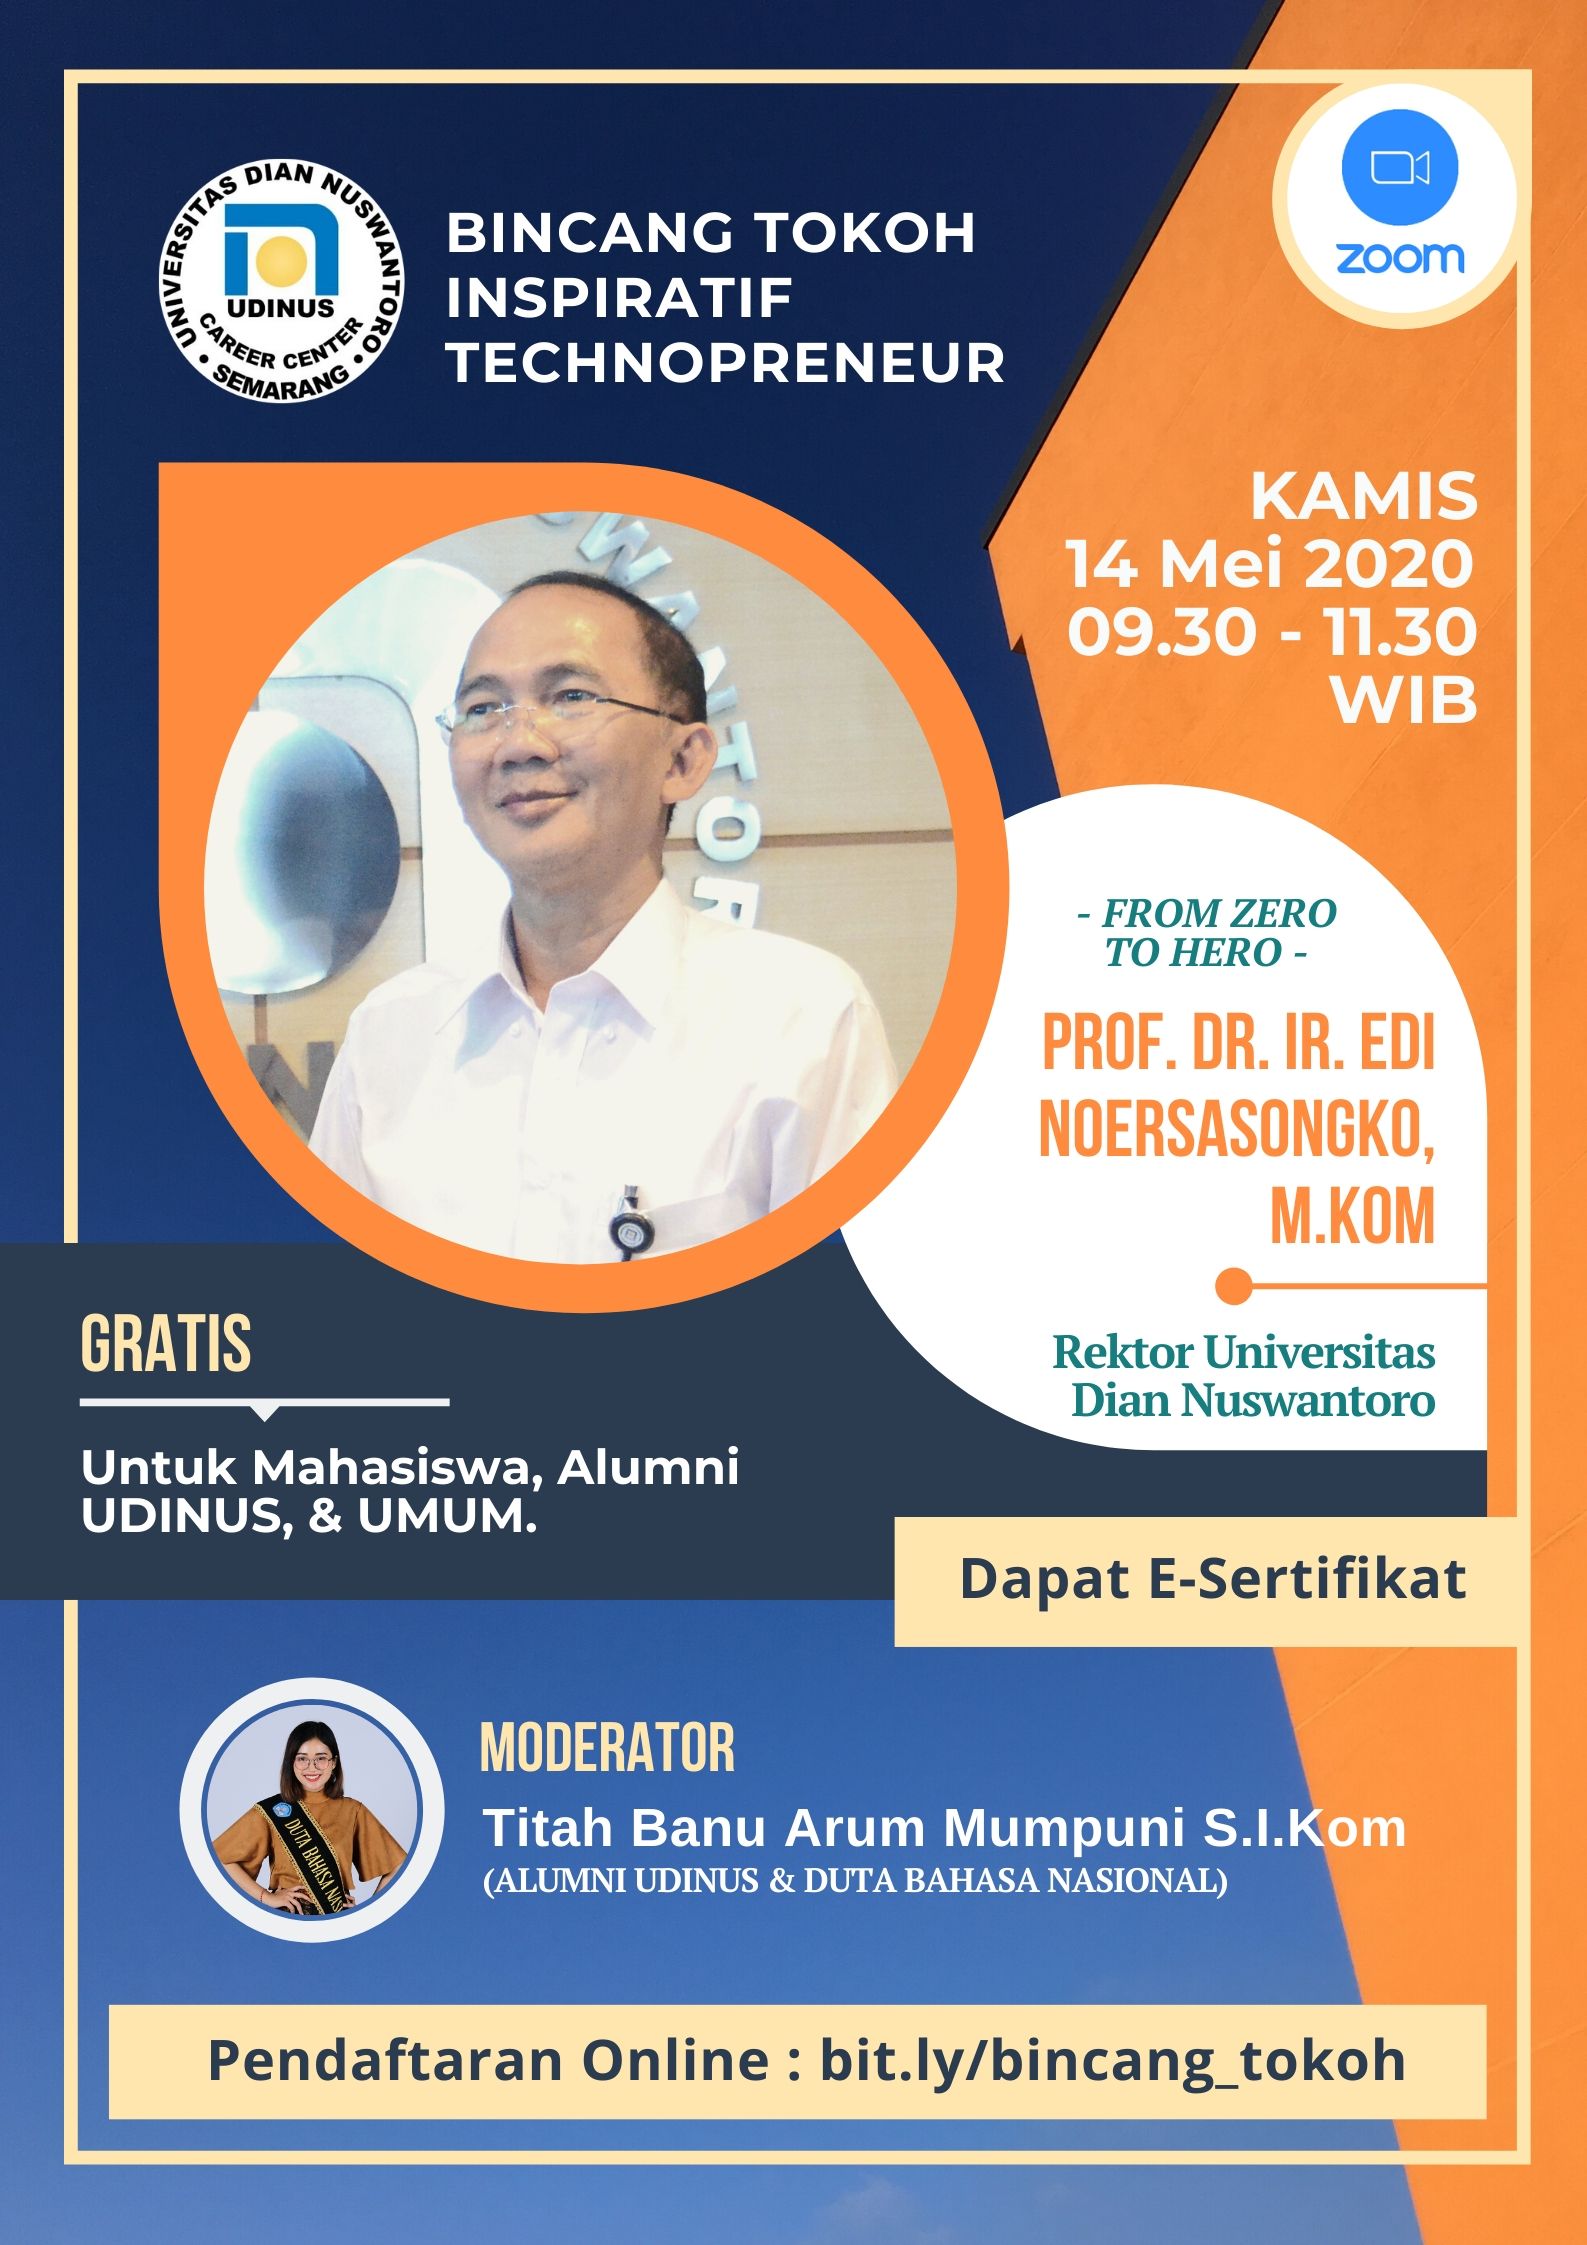 UNIVERSITAS DIAN NUSWANTORO
UDINUS
CAREER CENTER
• SEMARANG •
BINCANG TOKOH
INSPIRATIF
TECHNOPRENEUR
zoom
KAMIS
14 Mei 2020
09.30 - 11.30
WIB
- FROM ZERO
TO HERO -
PROF. DR. IR. EDI
NOERSASONGKO,
M.KOM
Rektor Universitas
Dian Nuswantoro
GRATIS
Untuk Mahasiswa, Alumni
UDINUS, & UMUM.
Dapat E-Sertifikat
DUTA BAHASA NAS
MODERATOR
Titah Banu Arum Mumpuni S.I.Kom
(ALUMNI UDINUS & DUTA BAHASA NASIONAL)
Pendaftaran Online : bit.ly/bincang_tokoh